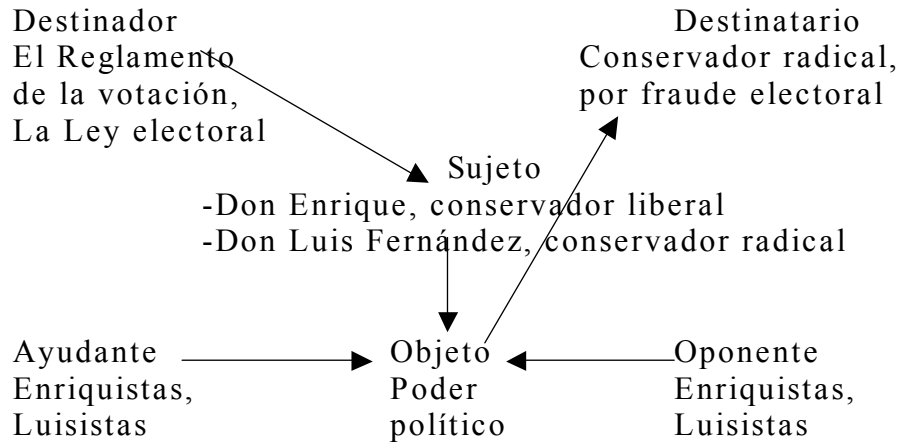 Destinador
El Reglamento
de la votación,
La Ley electoral
Destinatario
Conservador radical,
por fraude electoral
Sujeto
-Don Enrique, conservador liberal
-Don Luis Fernández, conservador radical
Ayudante
Enriquistas,
Luisistas
Objeto
Poder
político
Oponente
Enriquistas,
Luisistas